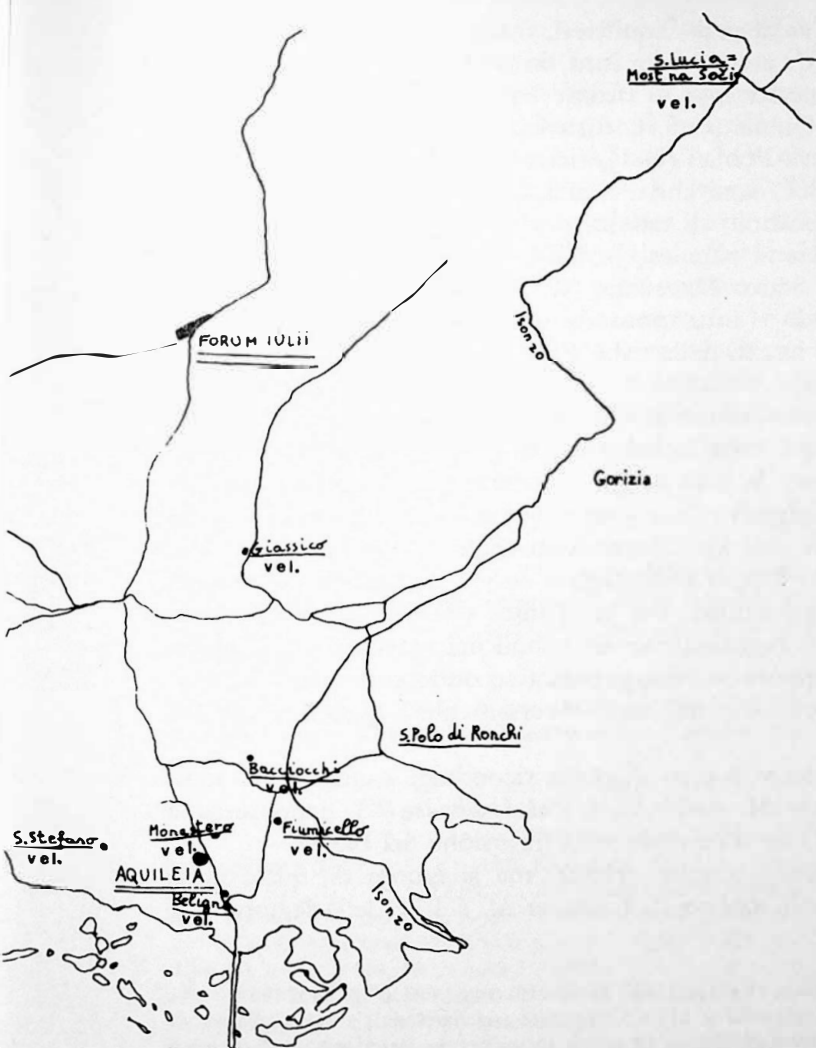 S. Lucia =
Most na Soči
vel.
Isonzo
FORUM IULII
Gorizia
Giassico
vel.
S. Polo di Ronchi
Bacciocchi
vel.
Monastero
vel.
Fiumicello
vel.
S. Stefano
vel.
AQUILEIA
Beligna
vel.
Isonzo